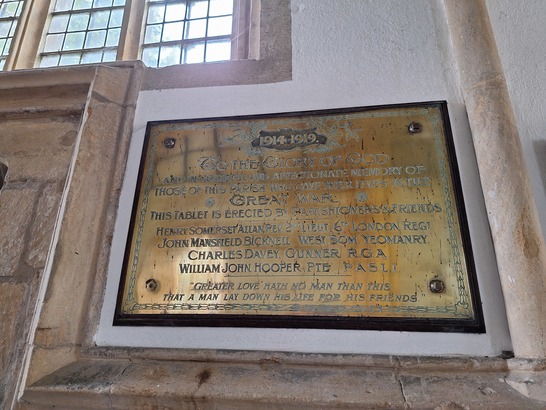 1914-1919.
To the Glory of God
AND IN AND AFFECTIONATE MEMORY OF
THOSE OF THIS PARISH WHO GAVE THEIR LIVES IN THE
GREAT WAR.
THIS TABLET IS ERECTED BY PARISHIONERS & FRIENDS
HENRY SOMERSET ALLAN 2ND LIEUT. LONDON REGT
JOHN MANSFIELD BICKNELL WEST SOM. YEOMANRY.
CHARLES DAVEY GUNNER R.G.A.
WILLIAM JOHN HOOPER PTE
"GREATER LOVE HATH NO MAN THAN THIS
THAT A MAN LAY DOWN HIS LIFE FOR HIS FRIENDS"